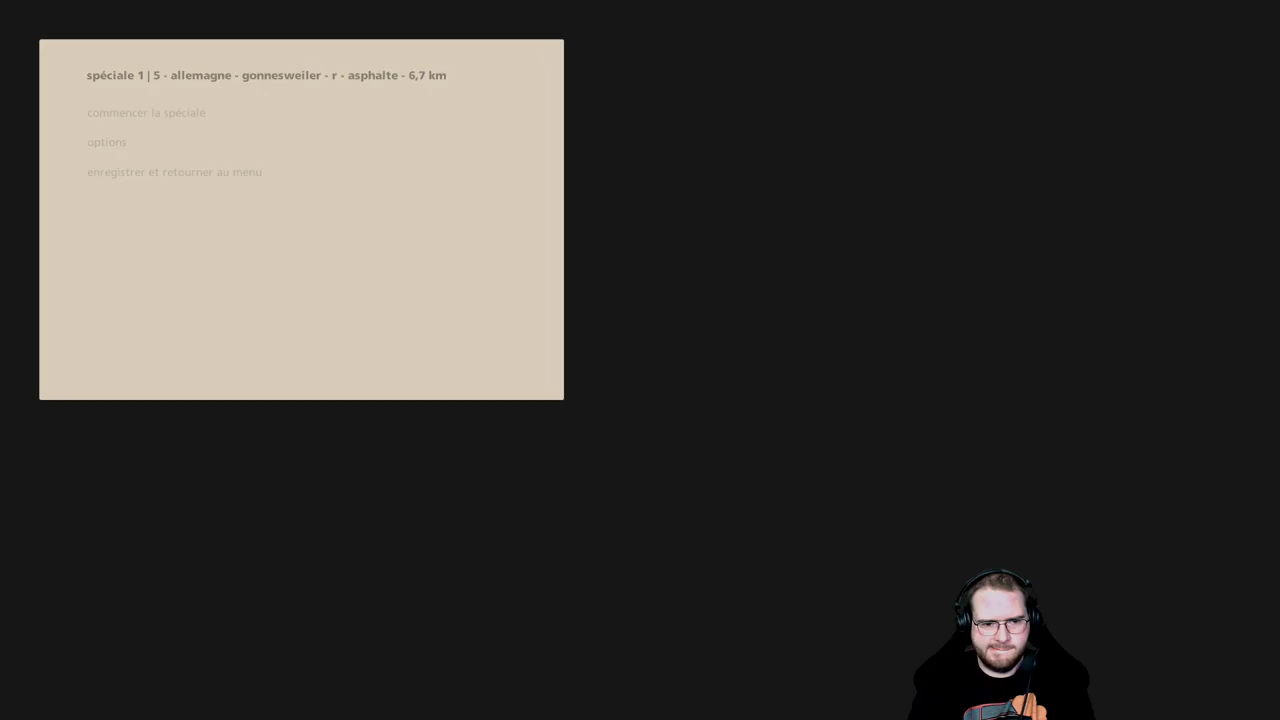 spéciale 1 | 5 - allemagne - gonnesweiler - r - asphalte - 6,7 km
commencer la spéciale
options
enregistrer et retourner au menu